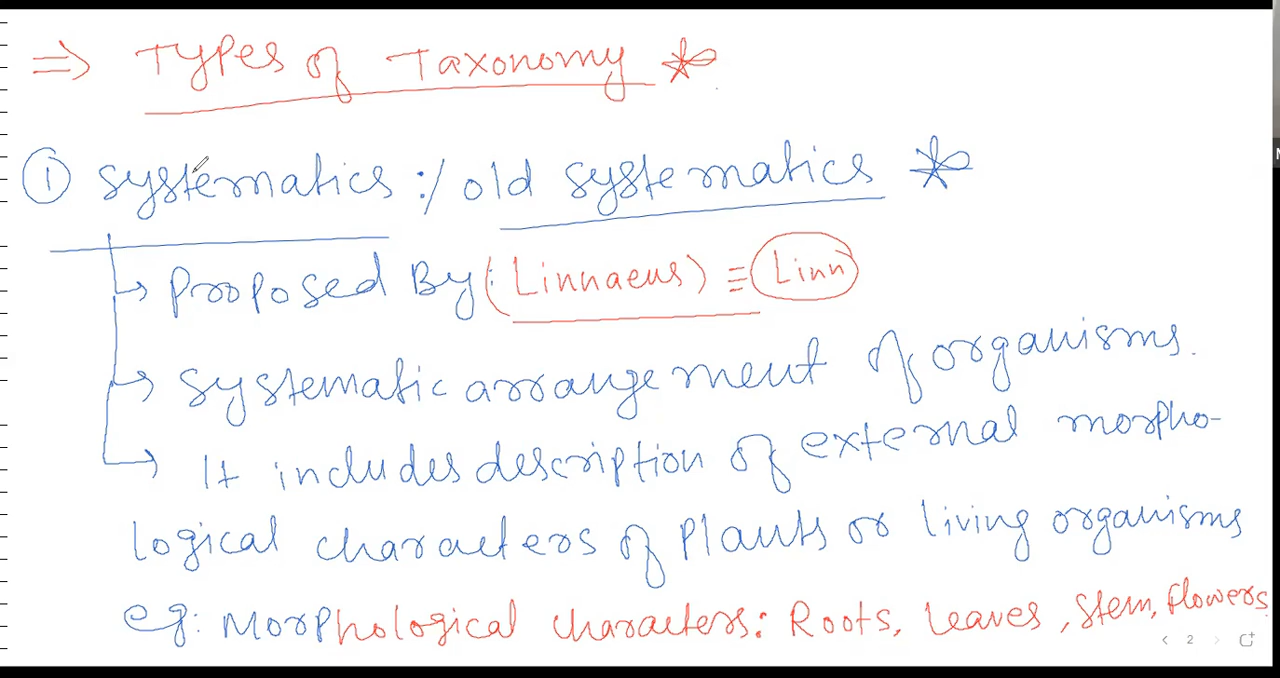 ⇒ Types of Taxonomy *
① Systematics :/ old systematics *
↳ Proposed By: (Linnaeus) ≡ Linn
↳ Systematic arrangement of organisms.
↳ It includes description of external morpho-
logical characters of Plants or living organisms
eg: Morphological characters: Roots, Leaves, Stem, Flowers
< 2 >